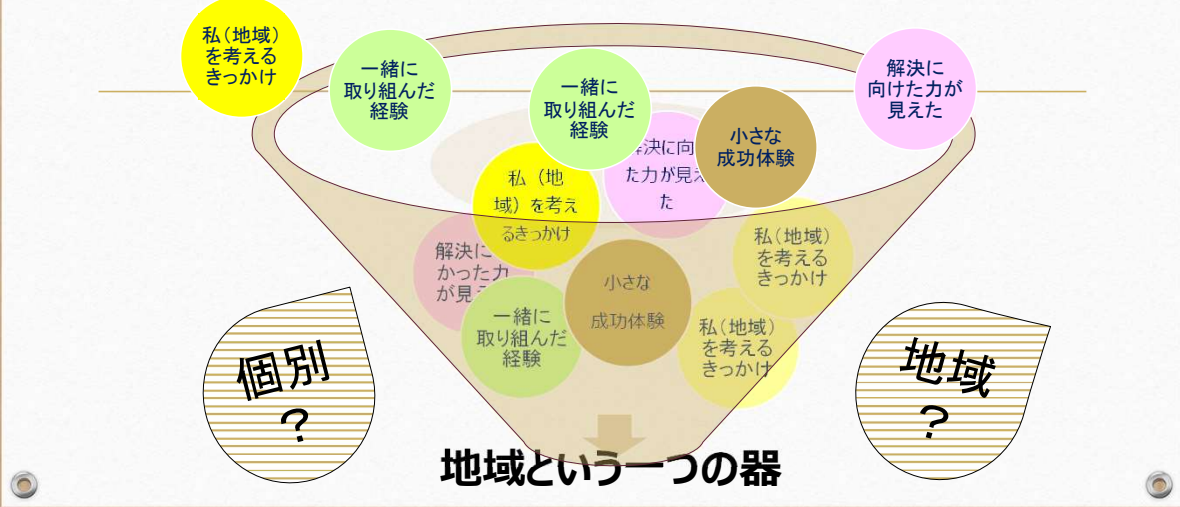 私（地域）
を考える
きっかけ
一緒に
取り組んだ
経験
一緒に
取り組んだ
経験
解決に
向けた力が
見えた
小さな
成功体験
決に向
た力が見え
た
私（地
域）を考え
るきっかけ
解決に
かった力
が見
一緒に
取り組んだ
経験
小さな
成功体験
私（地域）
を考える
きっかけ
私（地域）
を考える
きっかけ
個別
？
地域
？
地域という一つの器